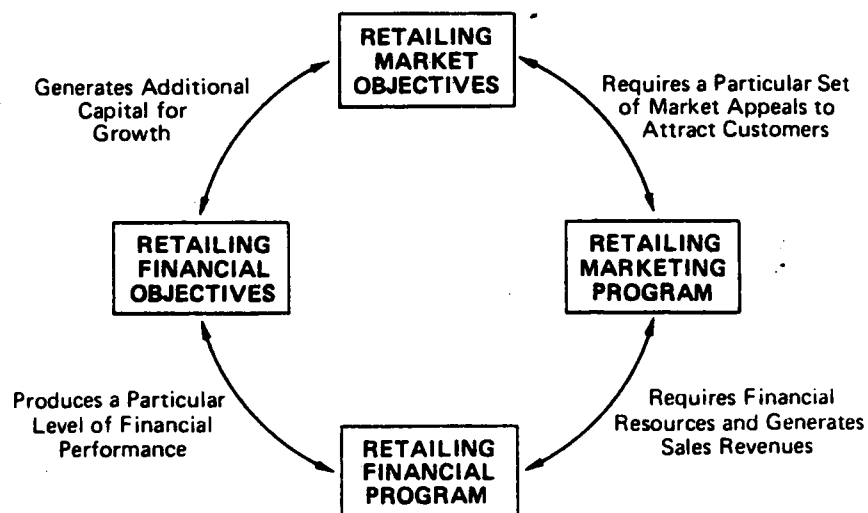 RETAILING
MARKET
OBJECTIVES
Generates Additional
Capital for
Growth
Requires a Particular Set
of Market Appeals to
Attract Customers
RETAILING
FINANCIAL
OBJECTIVES
RETAILING
MARKETING
PROGRAM
Produces a Particular
Level of Financial
Performance
Requires Financial
Resources and Generates
Sales Revenues
RETAILING
FINANCIAL
PROGRAM